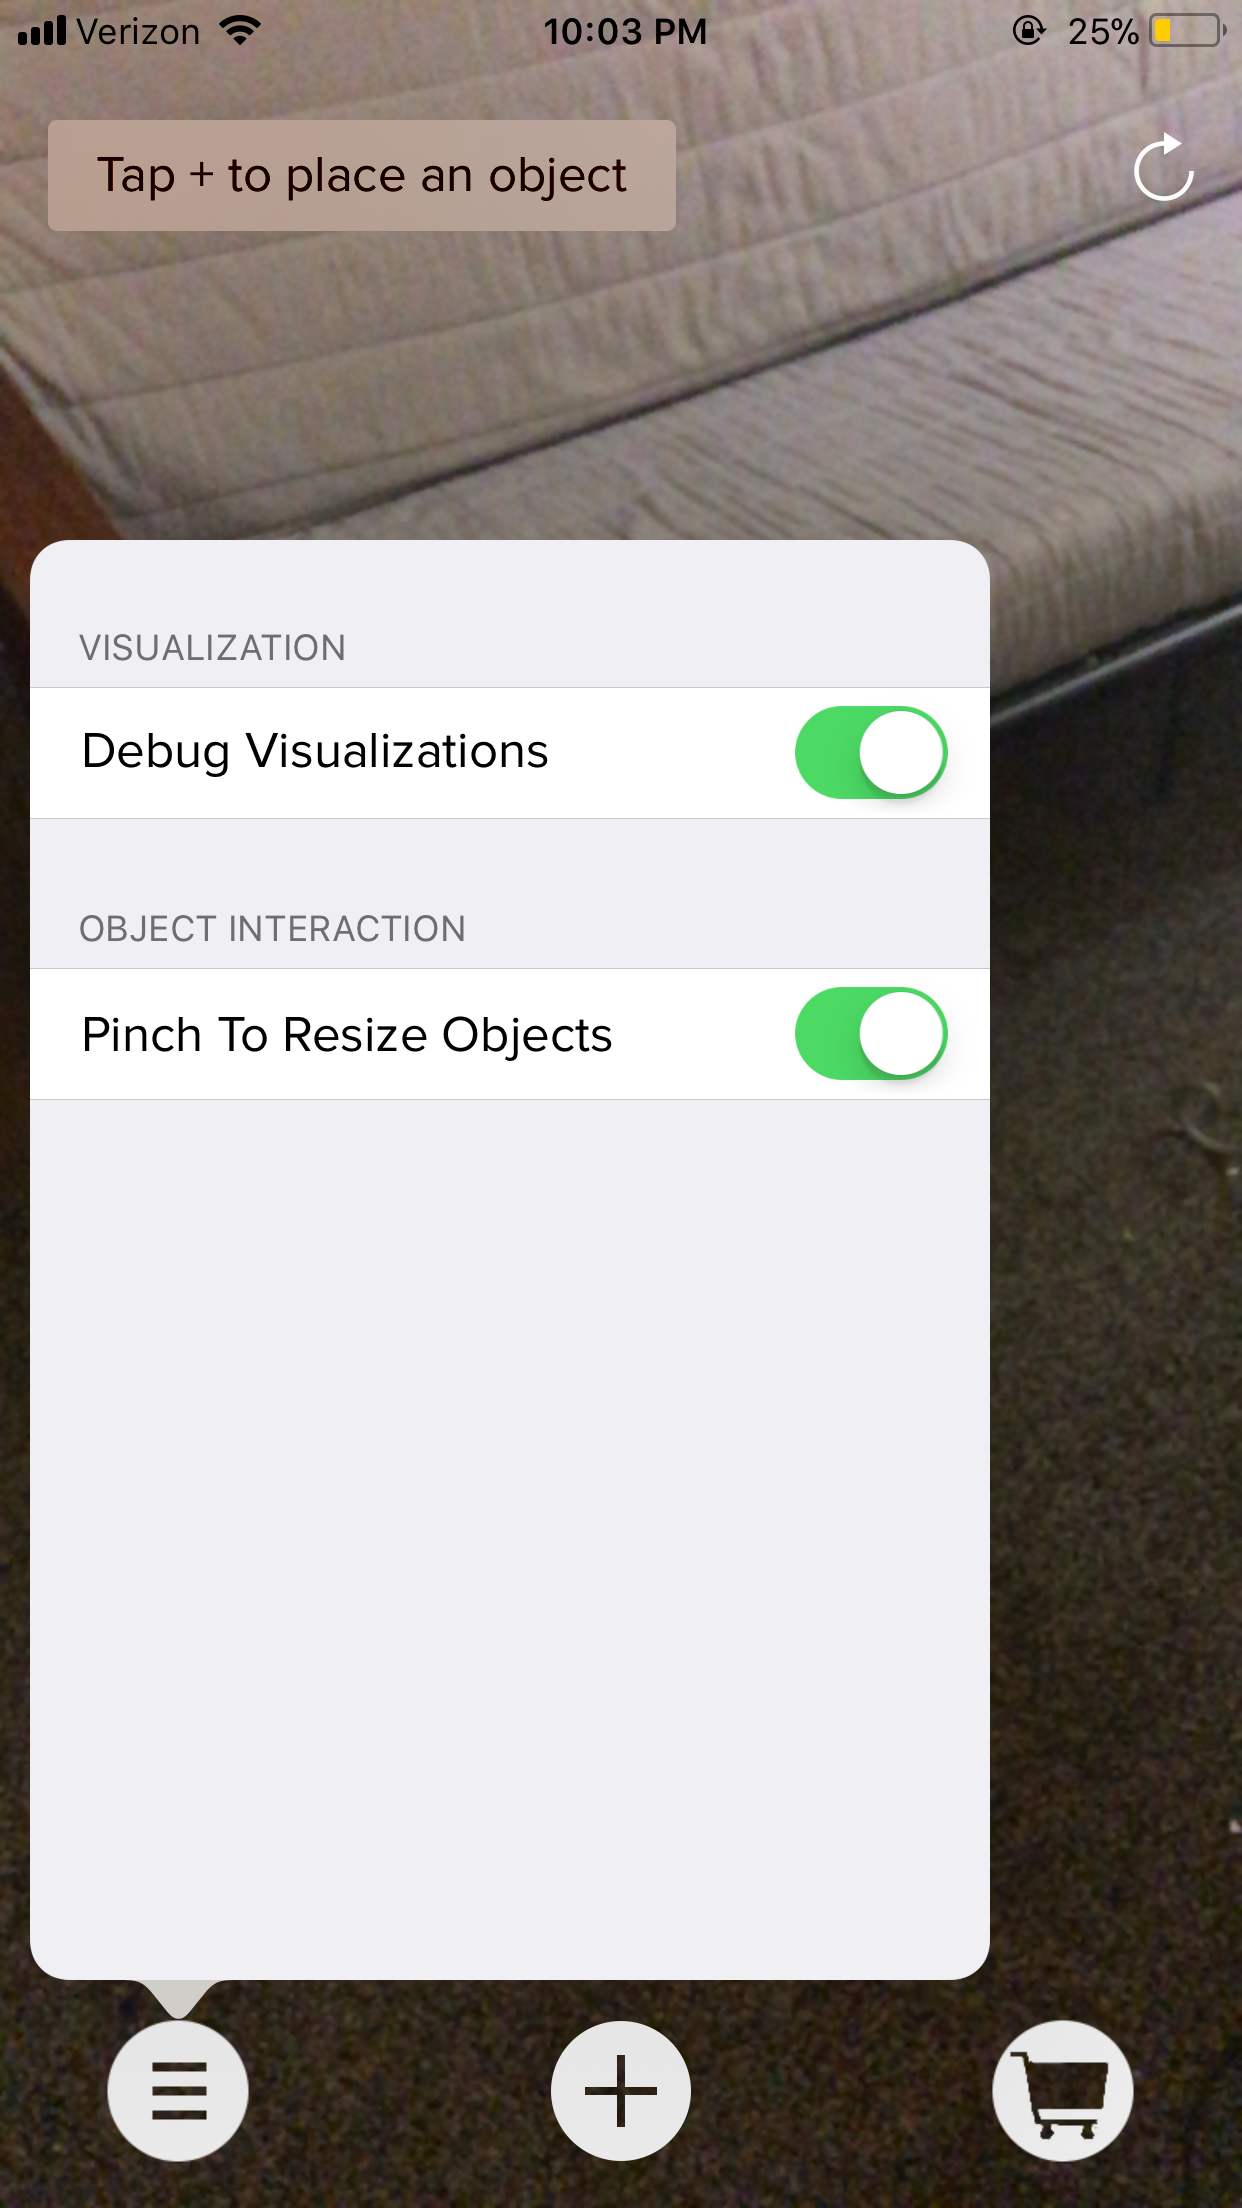 Verizon 10:03 PM 25%
Tap + to place an object
VISUALIZATION
Debug Visualizations
OBJECT INTERACTION
Pinch To Resize Objects